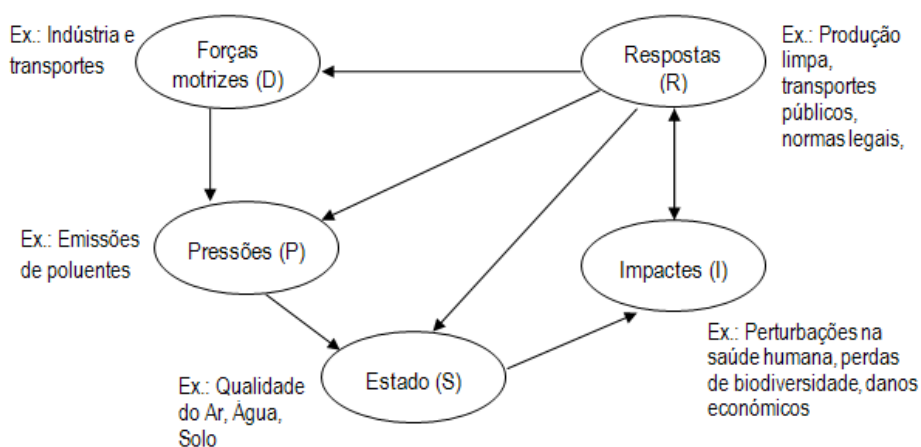 Ex.: Indústria e
transportes
Forças
motrizes (D)
Respostas
(R)
Ex.: Produção
limpa,
transportes
públicos,
normas legais,
Ex.: Emissões
de poluentes
Pressões (P)
Impactes (I)
Estado (S)
Ex.: Qualidade
do Ar, Água,
Solo
Ex.: Perturbações na
saúde humana, perdas
de biodiversidade, danos
económicos